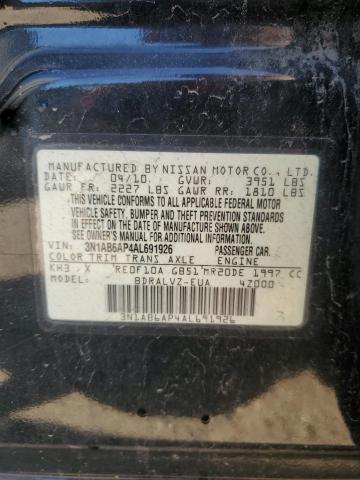 MANUFACTURED BY NISSAN MOTOR CO., LTD.
DATE: 04/10. GVWR: 3951 LBS
GAWR FR: 2227 LBS GAWR RR: 1810 LBS
THIS VEHICLE CONFORMS TO ALL APPLICABLE FEDERAL MOTOR
VEHICLE SAFETY, BUMPER AND THEFT PREVENTION STANDARDS
IN EFFECT ON THE DATE OF MANUFACTURE SHOWN ABOVE.
SEE OWNER'S MANUAL FOR ADDITIONAL INFORMATION.
VIN: 3N1AB6AP4AL691926 PASSENGER CAR.
COLOR TRIM TRANS AXLE ENGINE
KH3 X RE0F10A GB51 MR20DE 1997 CC
MODEL: BDRALVZ-EUA 4Z000
3N1AB6AP4AL691926